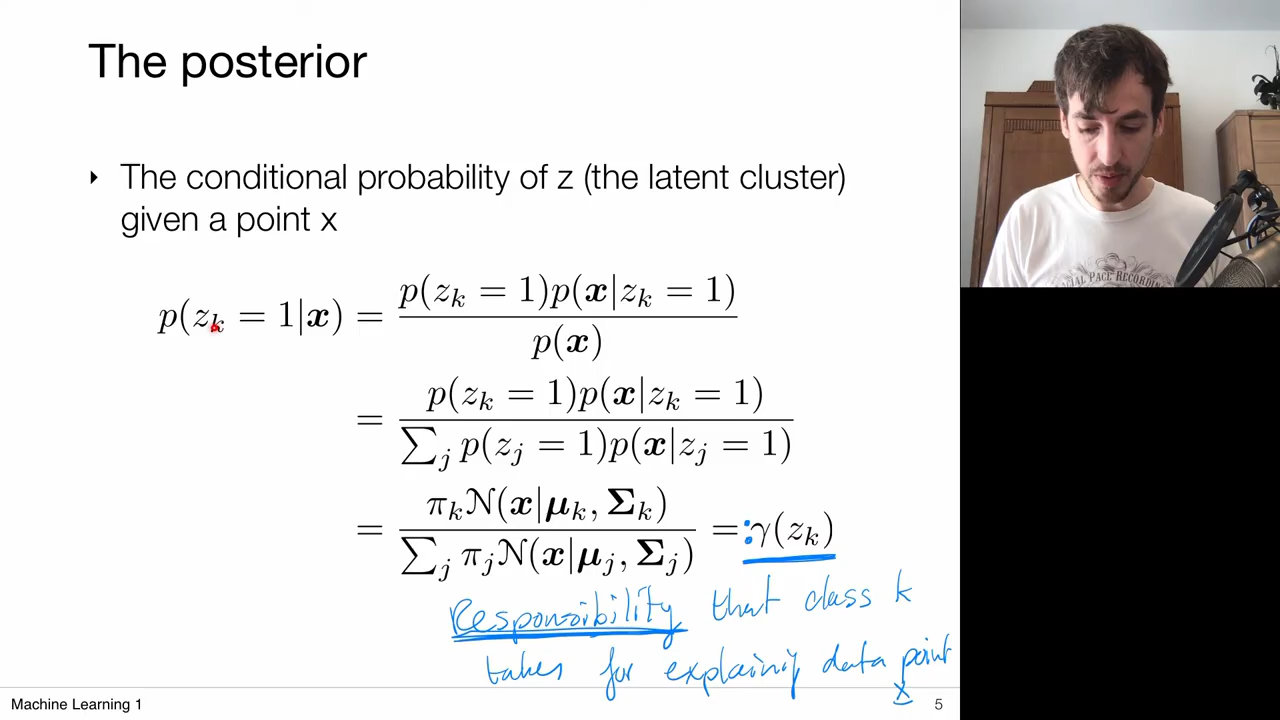 The posterior
‣ The conditional probability of z (the latent cluster)
given a point x
p(z_k = 1|x) = p(z_k = 1)p(x|z_k = 1) / p(x)
= p(z_k = 1)p(x|z_k = 1) / ∑_j p(z_j = 1)p(x|z_j = 1)
= π_k N(x|μ_k, Σ_k) / ∑_j π_j N(x|μ_j, Σ_j) =: γ(z_k)
Responsibility that class k
takes for explaining data point
x
Machine Learning 1 5